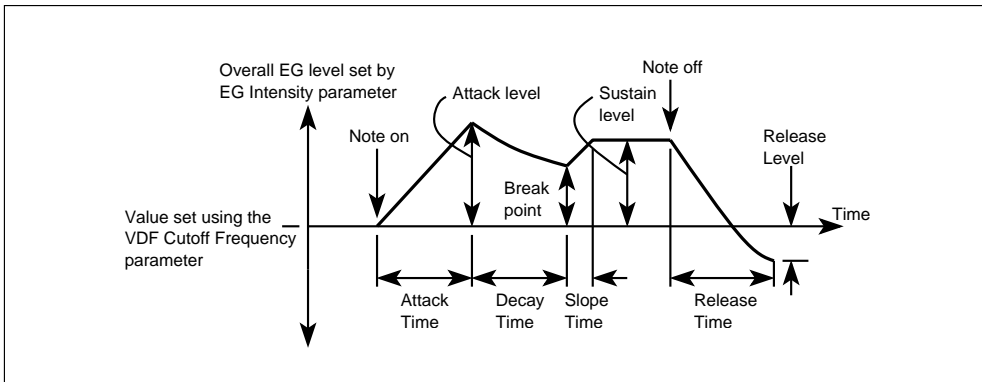 Overall EG level set by
EG Intensity parameter
Attack level
Sustain
level
Note off
Note on
Release
Level
Break
point
Value set using the
VDF Cutoff Frequency
parameter
Time
Attack
Time
Decay
Time
Slope
Time
Release
Time